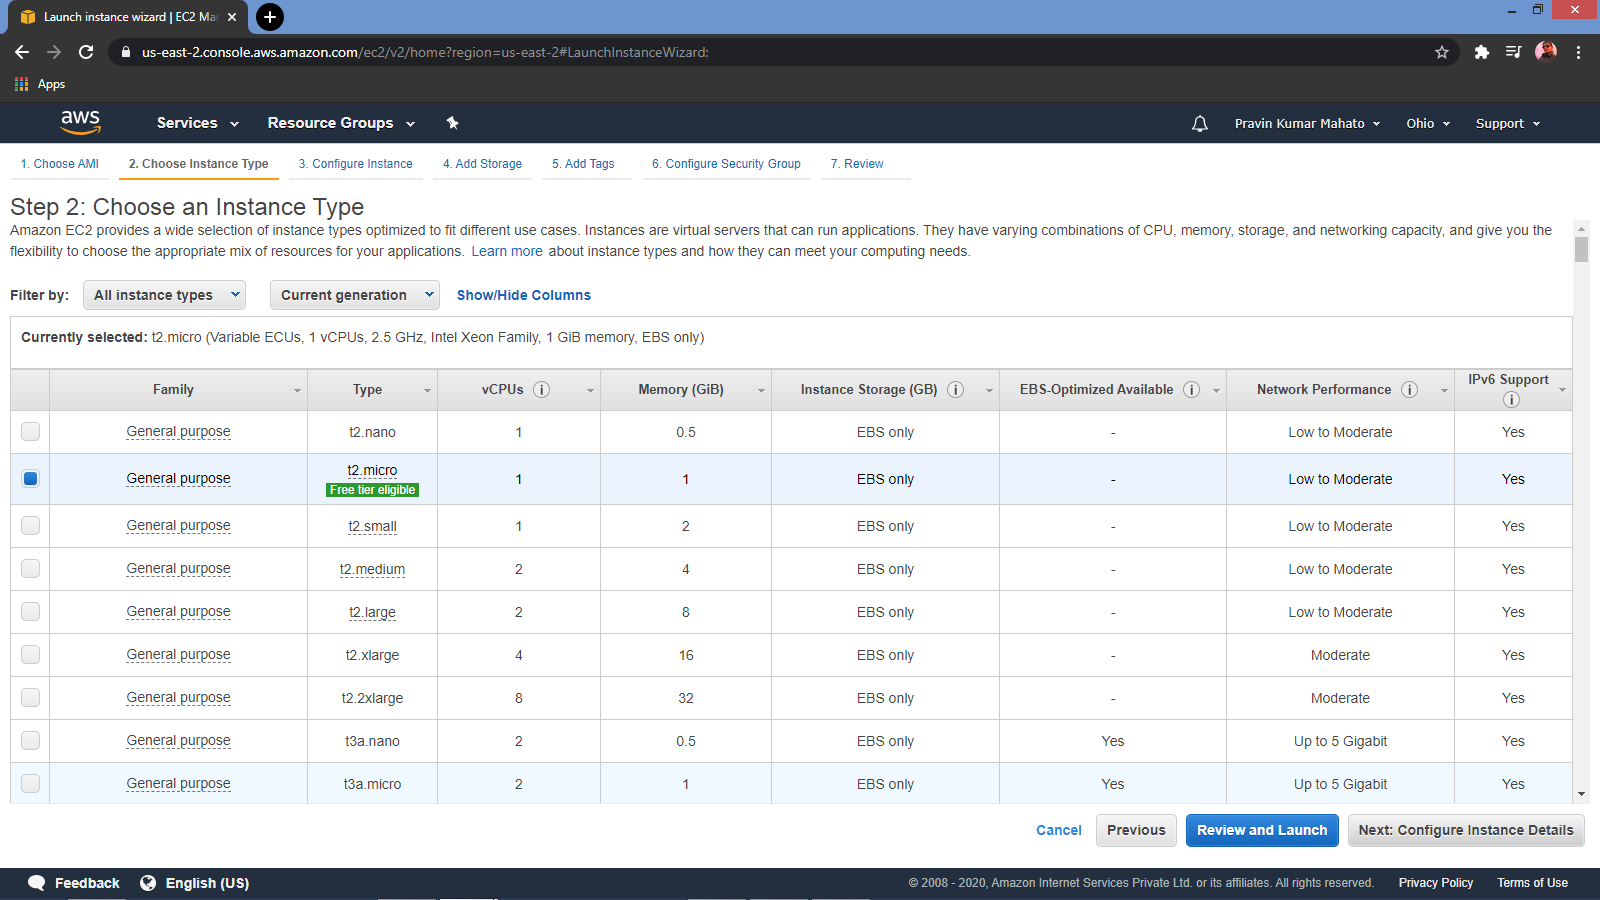 Launch instance wizard | EC2 Ma
us-east-2.console.aws.amazon.com/ec2/v2/home?region=us-east-2#LaunchInstanceWizard:
Apps
aws Services Resource Groups Pravin Kumar Mahato Ohio Support
1. Choose AMI 2. Choose Instance Type 3. Configure Instance 4. Add Storage 5. Add Tags 6. Configure Security Group 7. Review
Step 2: Choose an Instance Type
Amazon EC2 provides a wide selection of instance types optimized to fit different use cases. Instances are virtual servers that can run applications. They have varying combinations of CPU, memory, storage, and networking capacity, and give you the
flexibility to choose the appropriate mix of resources for your applications. Learn more about instance types and how they can meet your computing needs.
Filter by: All instance types Current generation Show/Hide Columns
Currently selected: t2.micro (Variable ECUs, 1 vCPUs, 2.5 GHz, Intel Xeon Family, 1 GiB memory, EBS only)
Family Type vCPUs i Memory (GiB) Instance Storage (GB) i EBS-Optimized Available i Network Performance i IPv6 Support i
General purpose t2.nano 1 0.5 EBS only - Low to Moderate Yes
General purpose t2.micro 1 1 EBS only - Low to Moderate Yes
Free tier eligible
General purpose t2.small 1 2 EBS only - Low to Moderate Yes
General purpose t2.medium 2 4 EBS only - Low to Moderate Yes
General purpose t2.large 2 8 EBS only - Low to Moderate Yes
General purpose t2.xlarge 4 16 EBS only - Moderate Yes
General purpose t2.2xlarge 8 32 EBS only - Moderate Yes
General purpose t3a.nano 2 0.5 EBS only Yes Up to 5 Gigabit Yes
General purpose t3a.micro 2 1 EBS only Yes Up to 5 Gigabit Yes
Cancel Previous Review and Launch Next: Configure Instance Details
Feedback English (US) © 2008 - 2020, Amazon Internet Services Private Ltd. or its affiliates. All rights reserved. Privacy Policy Terms of Use